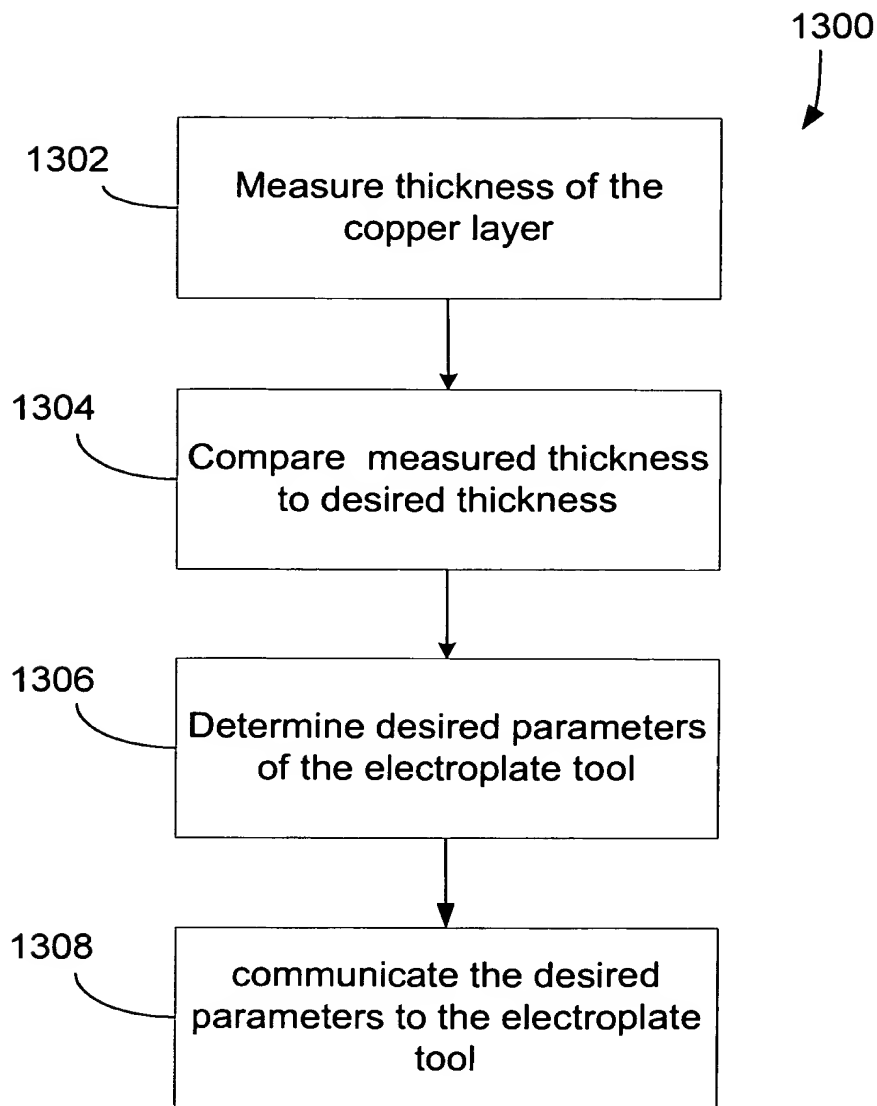 1300
1302
Measure thickness of the
copper layer
1304
Compare measured thickness
to desired thickness
1306
Determine desired parameters
of the electroplate tool
1308
communicate the desired
parameters to the electroplate
tool